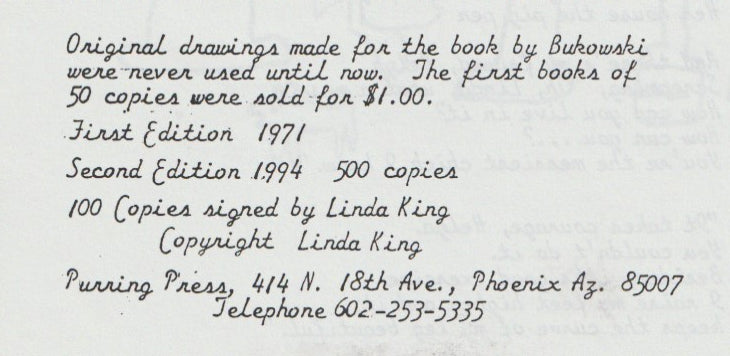 Original drawings made for the book by Bukowski
were never used until now. The first books of
50 copies were sold for $1.00.
First Edition 1971
Second Edition 1994 500 copies
100 Copies signed by Linda King
Copyright Linda King
Purring Press, 414 N. 18th Ave., Phoenix Az. 85007
Telephone 602-253-5335